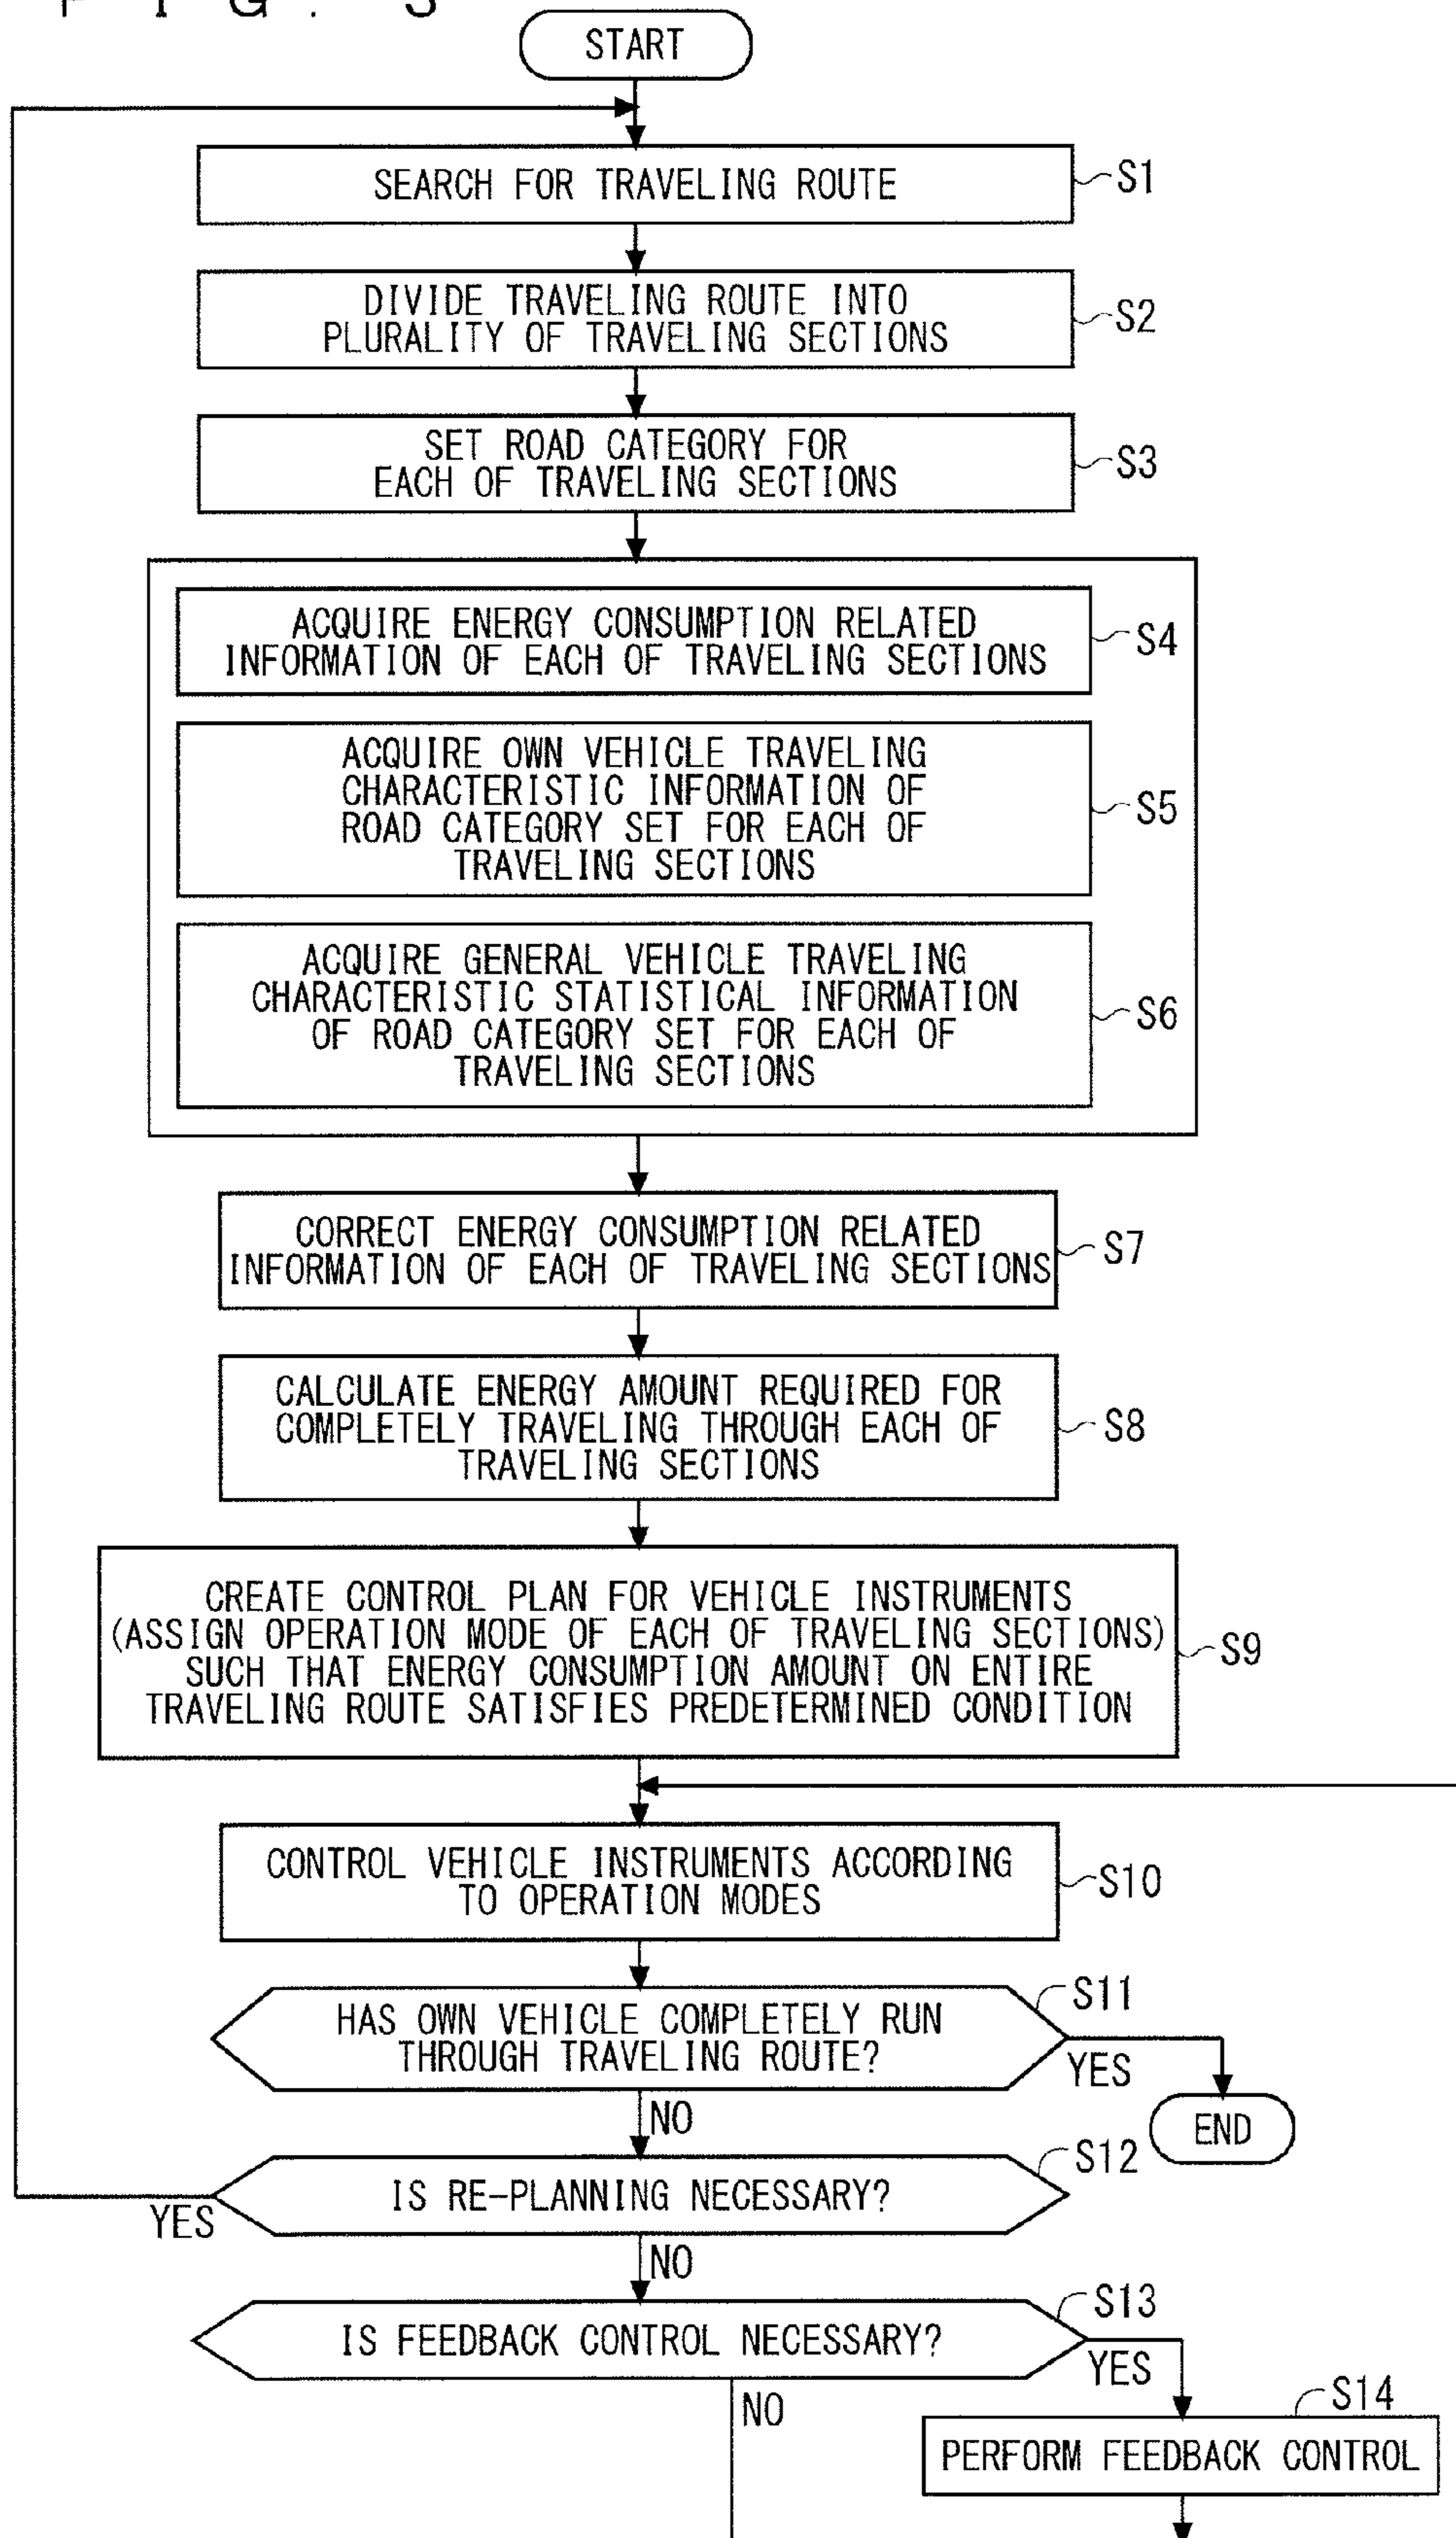 FIG. 3
START
SEARCH FOR TRAVELING ROUTE
S1
DIVIDE TRAVELING ROUTE INTO
PLURALITY OF TRAVELING SECTIONS
S2
SET ROAD CATEGORY FOR
EACH OF TRAVELING SECTIONS
S3
ACQUIRE ENERGY CONSUMPTION RELATED
INFORMATION OF EACH OF TRAVELING SECTIONS
S4
ACQUIRE OWN VEHICLE TRAVELING
CHARACTERISTIC INFORMATION OF
ROAD CATEGORY SET FOR EACH OF
TRAVELING SECTIONS
S5
ACQUIRE GENERAL VEHICLE TRAVELING
CHARACTERISTIC STATISTICAL INFORMATION
OF ROAD CATEGORY SET FOR EACH OF
TRAVELING SECTIONS
S6
CORRECT ENERGY CONSUMPTION RELATED
INFORMATION OF EACH OF TRAVELING SECTIONS
S7
CALCULATE ENERGY AMOUNT REQUIRED FOR
COMPLETELY TRAVELING THROUGH EACH OF
TRAVELING SECTIONS
S8
CREATE CONTROL PLAN FOR VEHICLE INSTRUMENTS
(ASSIGN OPERATION MODE OF EACH OF TRAVELING SECTIONS)
SUCH THAT ENERGY CONSUMPTION AMOUNT ON ENTIRE
TRAVELING ROUTE SATISFIES PREDETERMINED CONDITION
S9
CONTROL VEHICLE INSTRUMENTS ACCORDING
TO OPERATION MODES
S10
HAS OWN VEHICLE COMPLETELY RUN
THROUGH TRAVELING ROUTE?
S11
YES
END
NO
IS RE-PLANNING NECESSARY?
S12
YES
NO
IS FEEDBACK CONTROL NECESSARY?
S13
YES
NO
S14
PERFORM FEEDBACK CONTROL